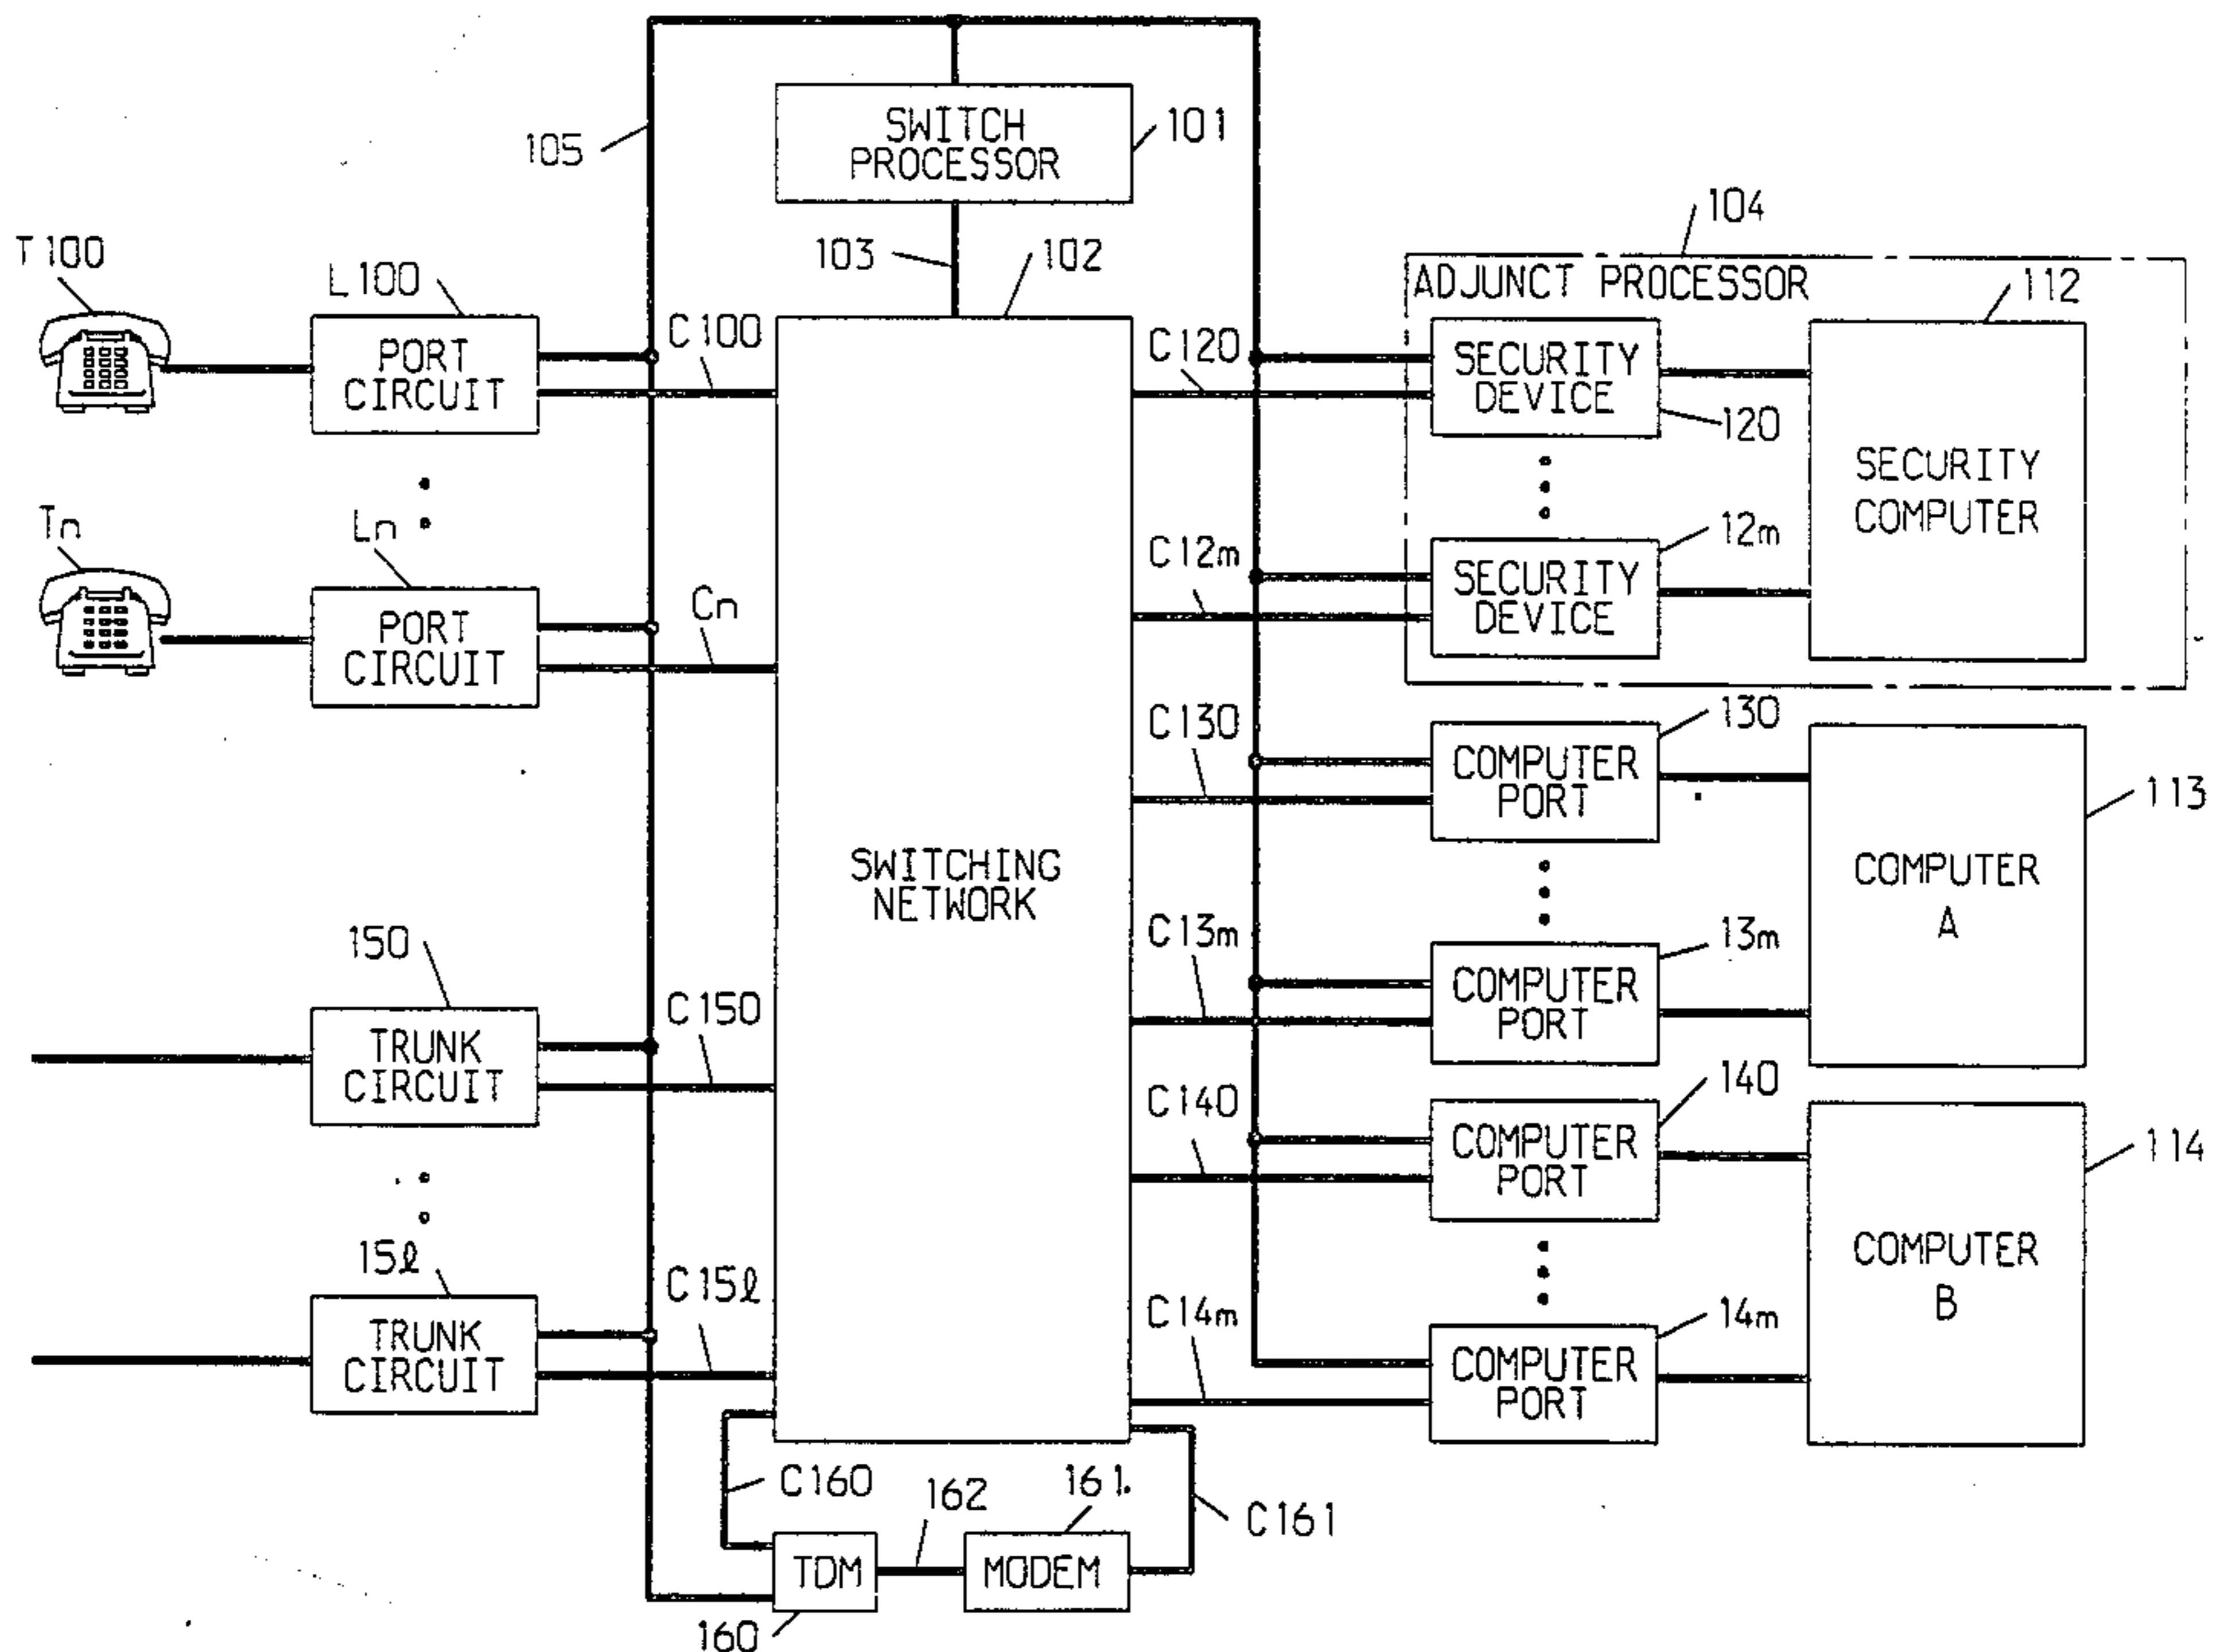 SWITCH
PROCESSOR
101
105
103
102
104
ADJUNCT PROCESSOR
112
T100
L100
PORT
CIRCUIT
C100
C120
SECURITY
DEVICE
120
SECURITY
COMPUTER
Tn
Ln
PORT
CIRCUIT
Cn
C12m
SECURITY
DEVICE
12m
C130
COMPUTER
PORT
130
113
COMPUTER
A
SWITCHING
NETWORK
150
TRUNK
CIRCUIT
C150
C13m
COMPUTER
PORT
13m
C140
COMPUTER
PORT
140
114
COMPUTER
B
15ℓ
TRUNK
CIRCUIT
C15ℓ
C14m
COMPUTER
PORT
14m
C160
162
161
C161
TDM
MODEM
160